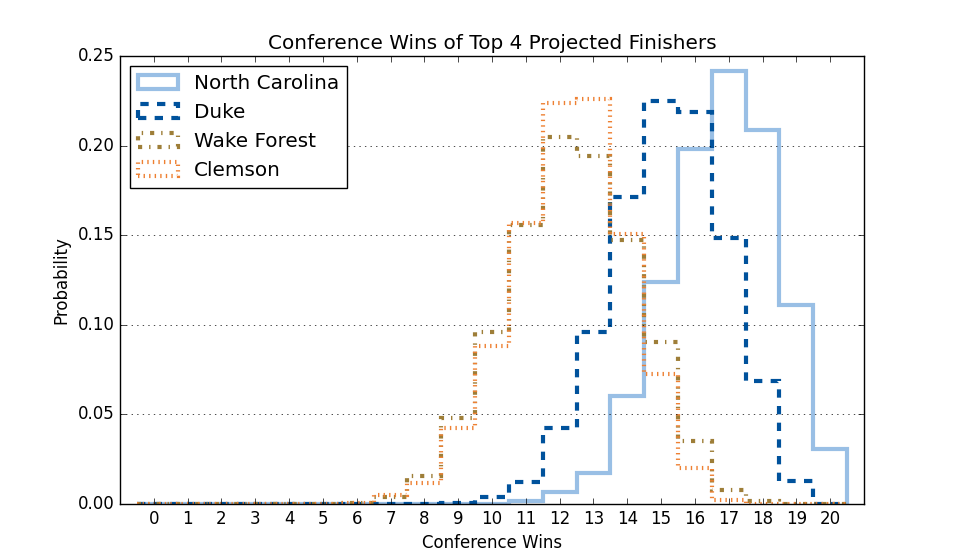 Conference Wins of Top 4 Projected Finishers
0.25
0.20
0.15
0.10
0.05
0.00
Probability
North Carolina
Duke
Wake Forest
Clemson
0 1 2 3 4 5 6 7 8 9 10 11 12 13 14 15 16 17 18 19 20
Conference Wins